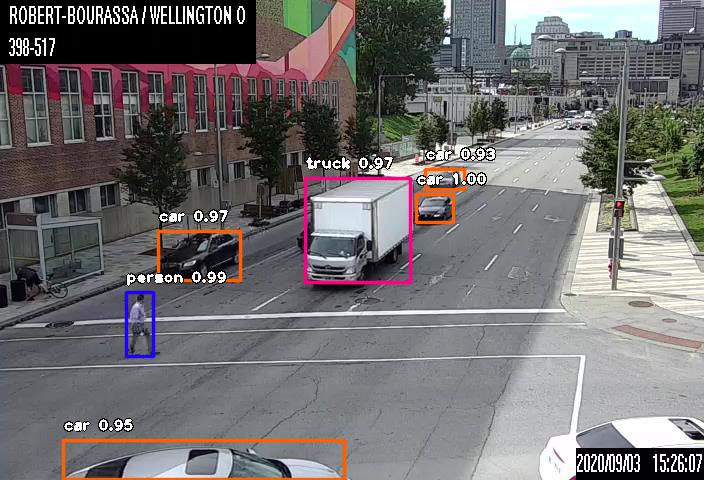 ROBERT-BOURASSA / WELLINGTON O
398-517
truck 0.97
car 0.93
car 1.00
car 0.97
person 0.99
car 0.95
2020/09/03 15:26:07